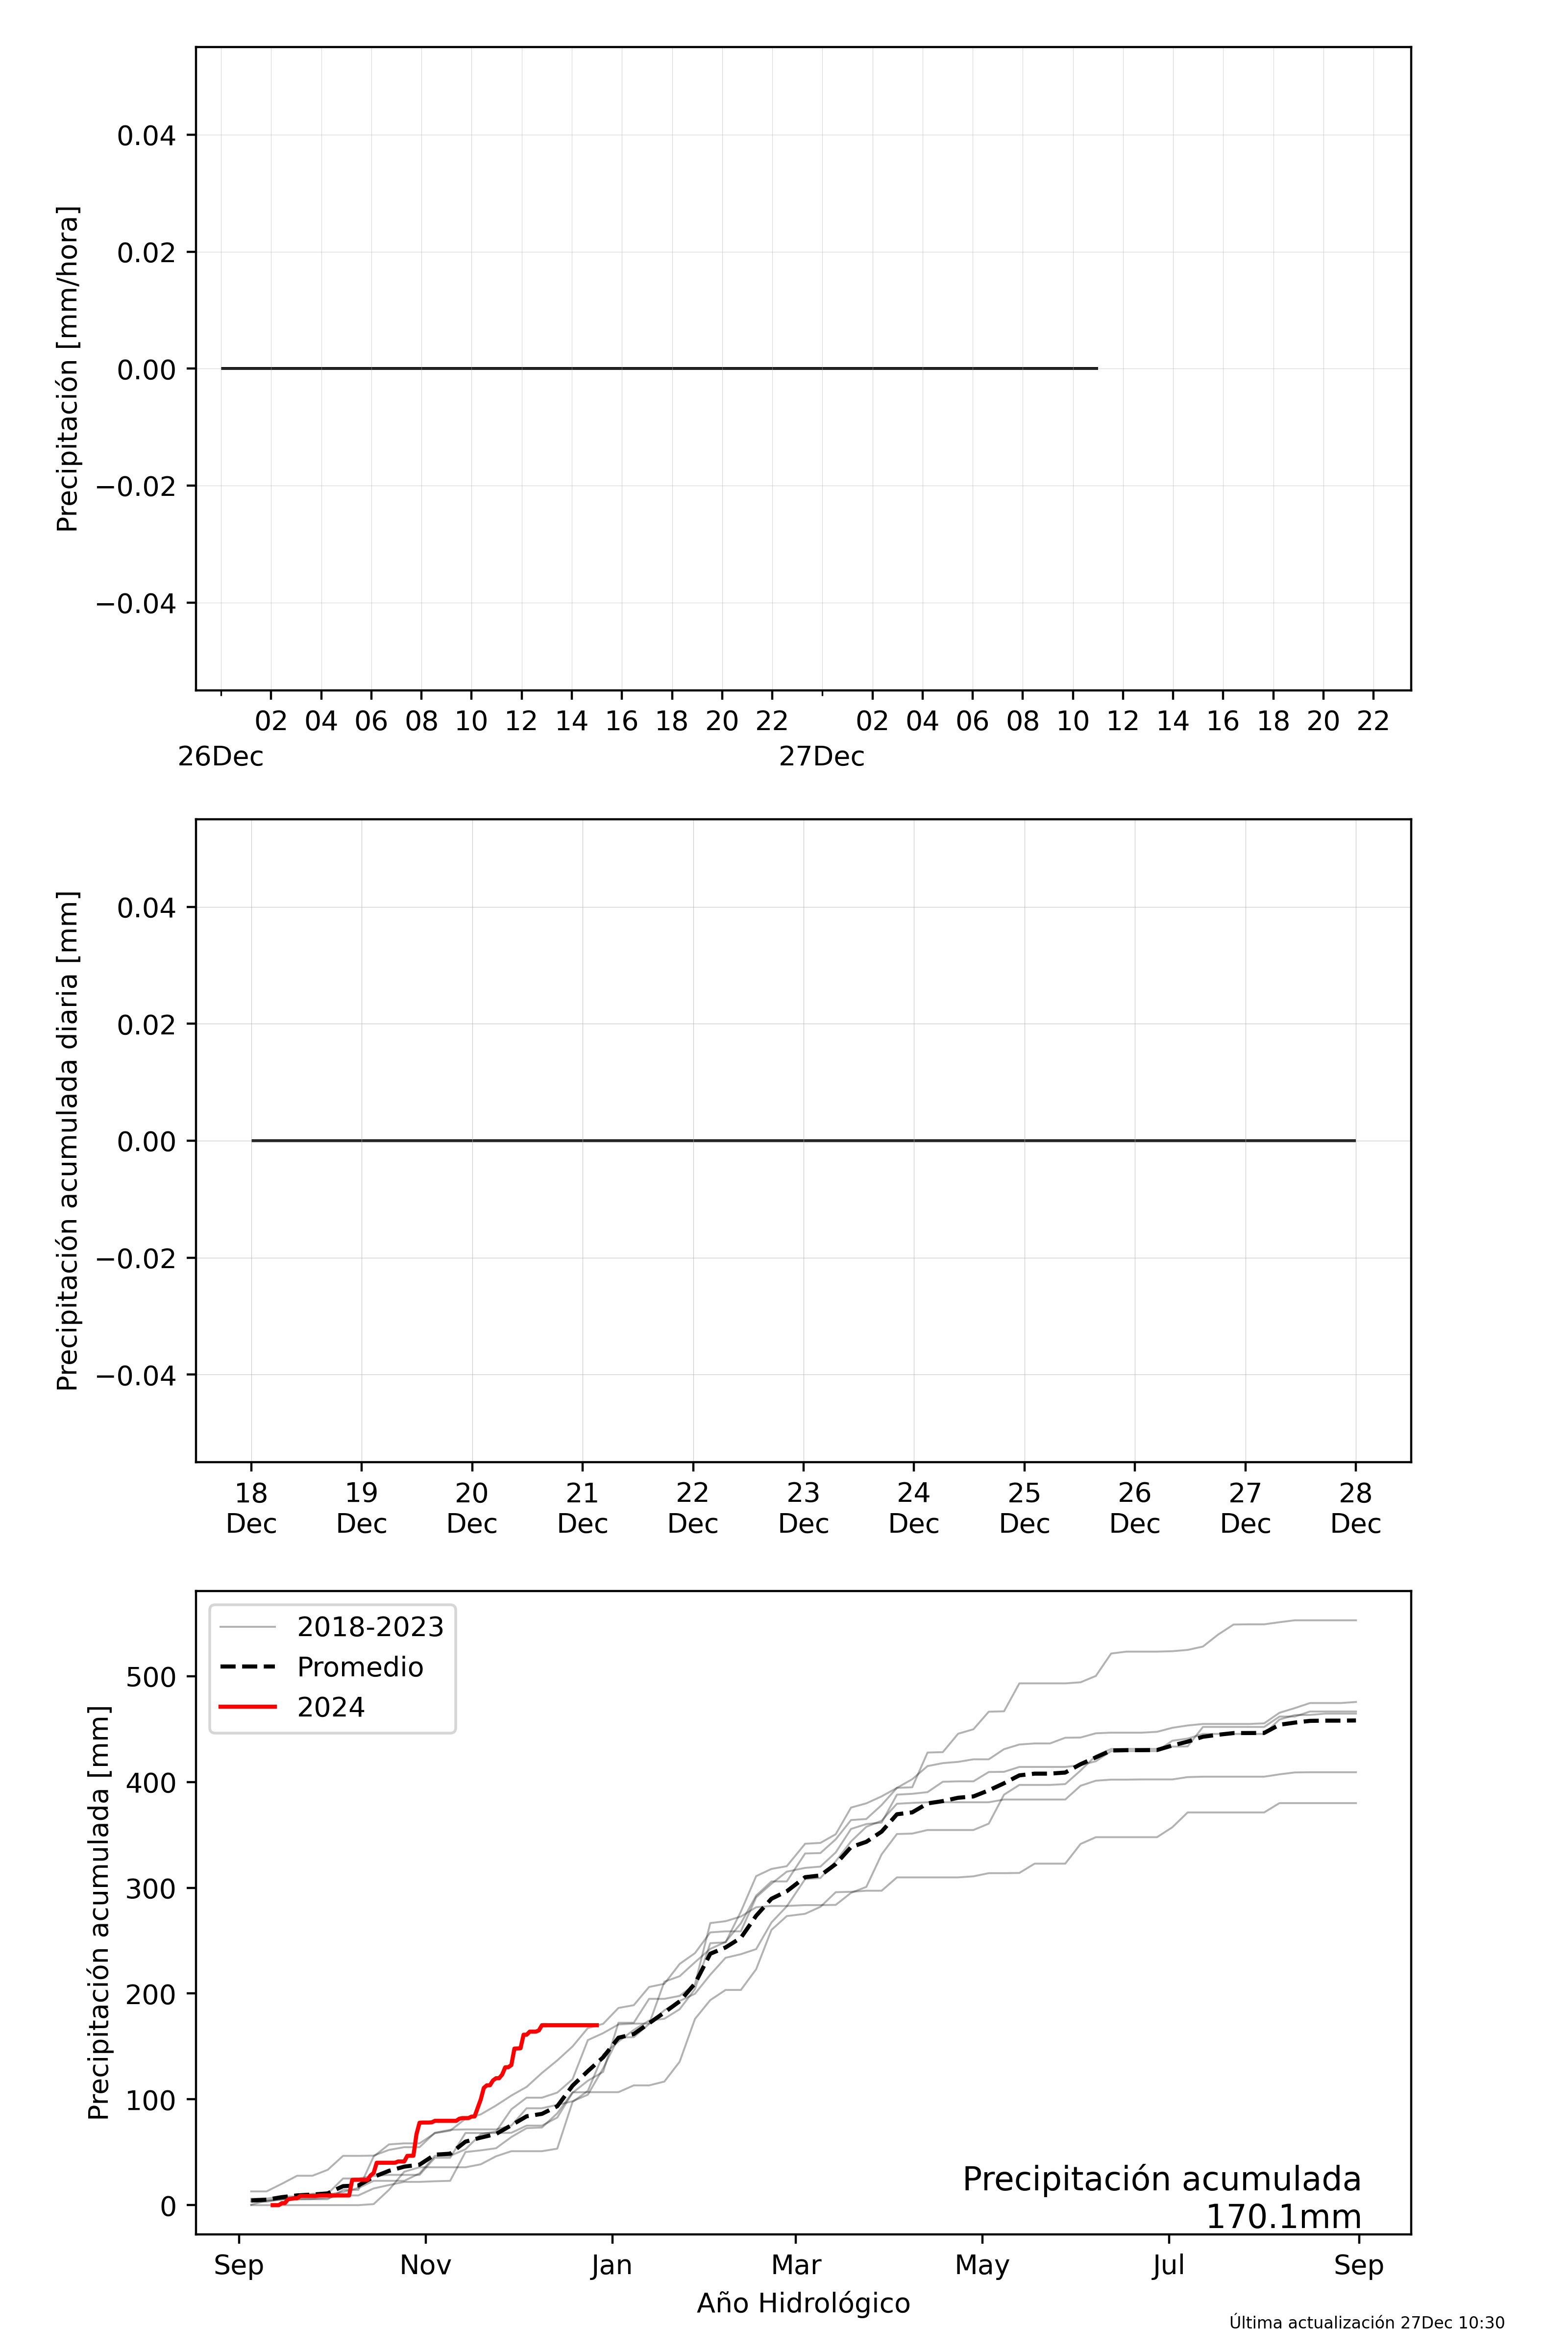 Precipitación [mm/hora]
0.04
0.02
0.00
−0.02
−0.04
02 04 06 08 10 12 14 16 18 20 22 02 04 06 08 10 12 14 16 18 20 22
26Dec 27Dec
Precipitación acumulada diaria [mm]
0.04
0.02
0.00
−0.02
−0.04
18 19 20 21 22 23 24 25 26 27 28
Dec Dec Dec Dec Dec Dec Dec Dec Dec Dec Dec
Precipitación acumulada [mm]
500
400
300
200
100
0
2018-2023
Promedio
2024
Precipitación acumulada
170.1mm
Sep Nov Jan Mar May Jul Sep
Año Hidrológico
Última actualización 27Dec 10:30